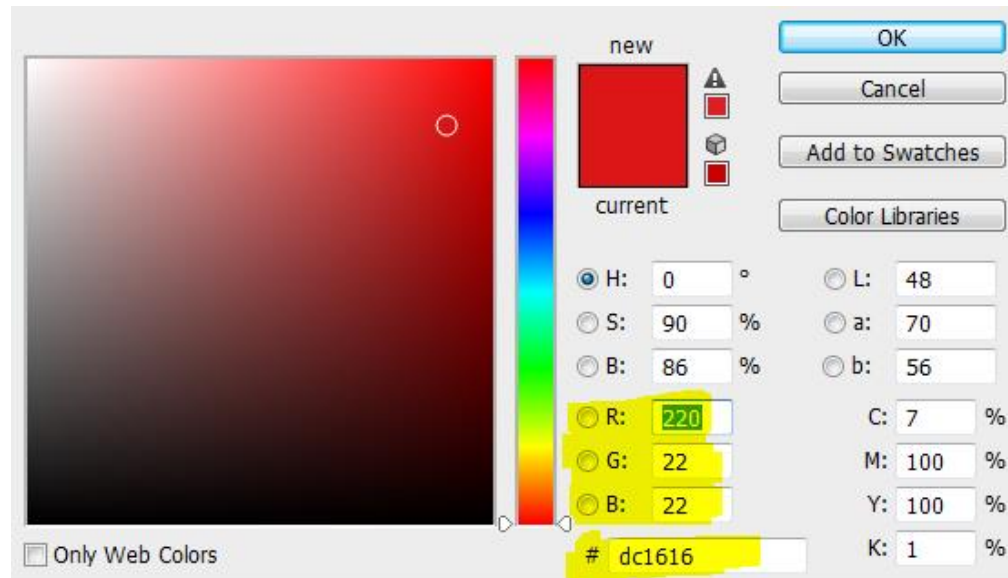 new
OK
Cancel
Add to Swatches
current
Color Libraries
H: 0 °
L: 48
S: 90 %
a: 70
B: 86 %
b: 56
R: 220
C: 7 %
G: 22
M: 100 %
B: 22
Y: 100 %
Only Web Colors
# dc1616
K: 1 %